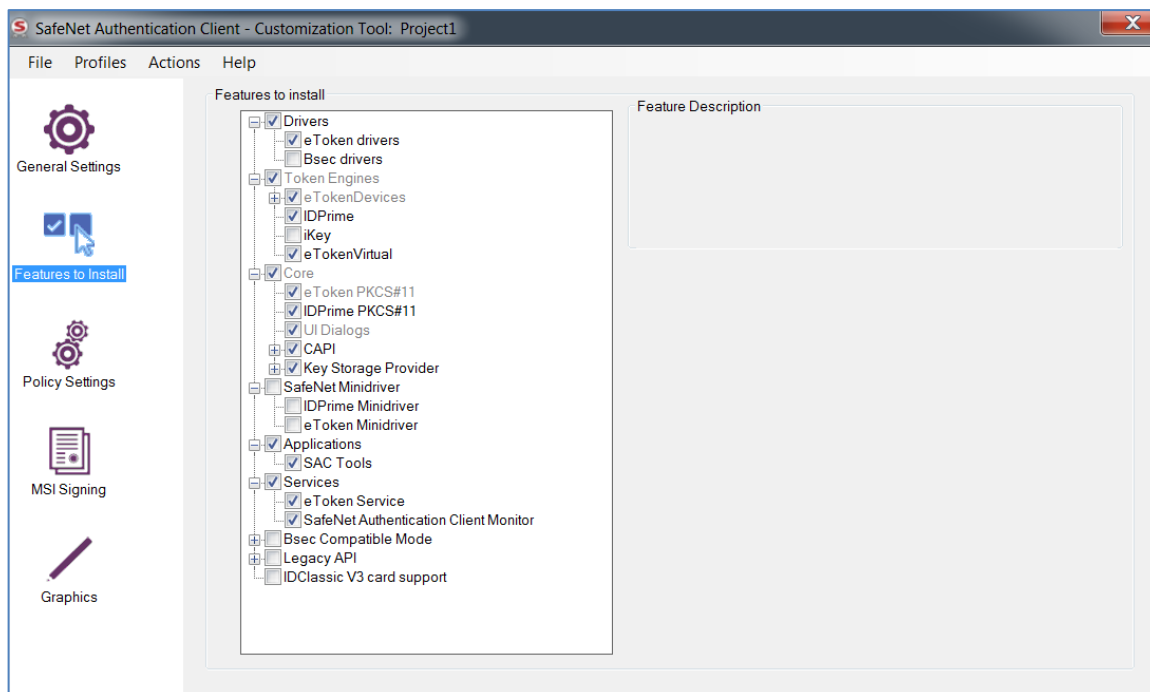 SafeNet Authentication Client - Customization Tool: Project1
File Profiles Actions Help
General Settings
Features to Install
Policy Settings
MSI Signing
Graphics
Features to install
Drivers
eToken drivers
Bsec drivers
Token Engines
eTokenDevices
IDPrime
iKey
eTokenVirtual
Core
eToken PKCS#11
IDPrime PKCS#11
UI Dialogs
CAPI
Key Storage Provider
SafeNet Minidriver
IDPrime Minidriver
eToken Minidriver
Applications
SAC Tools
Services
eToken Service
SafeNet Authentication Client Monitor
Bsec Compatible Mode
Legacy API
IDClassic V3 card support
Feature Description